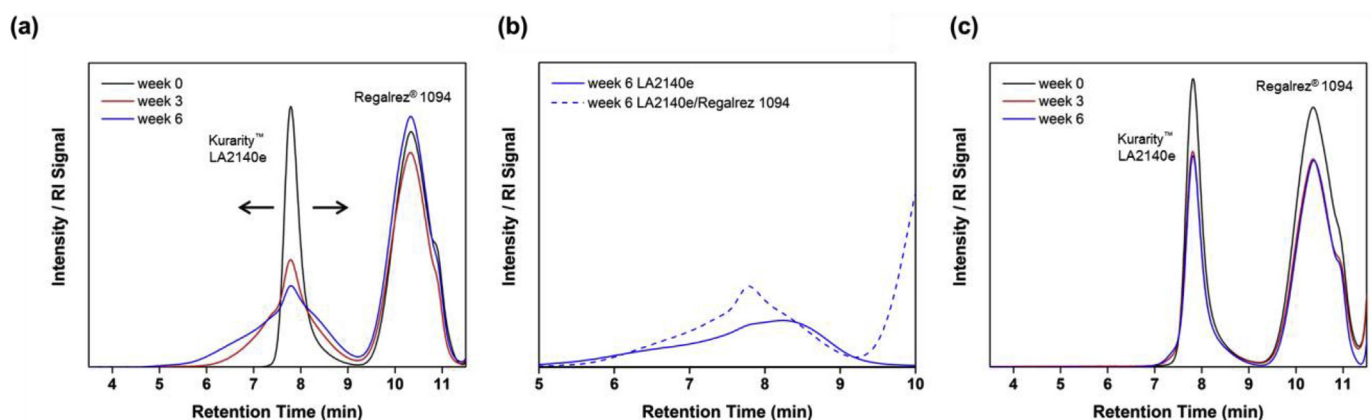 (a)
week 0
week 3
week 6
Kurarity™
LA2140e
Regalrez® 1094
Intensity / RI Signal
4 5 6 7 8 9 10 11
Retention Time (min)
(b)
week 6 LA2140e
week 6 LA2140e/Regalrez 1094
Intensity / RI Signal
5 6 7 8 9 10
Retention Time (min)
(c)
week 0
week 3
week 6
Kurarity™
LA2140e
Regalrez® 1094
Intensity / RI Signal
4 5 6 7 8 9 10 11
Retention Time (min)